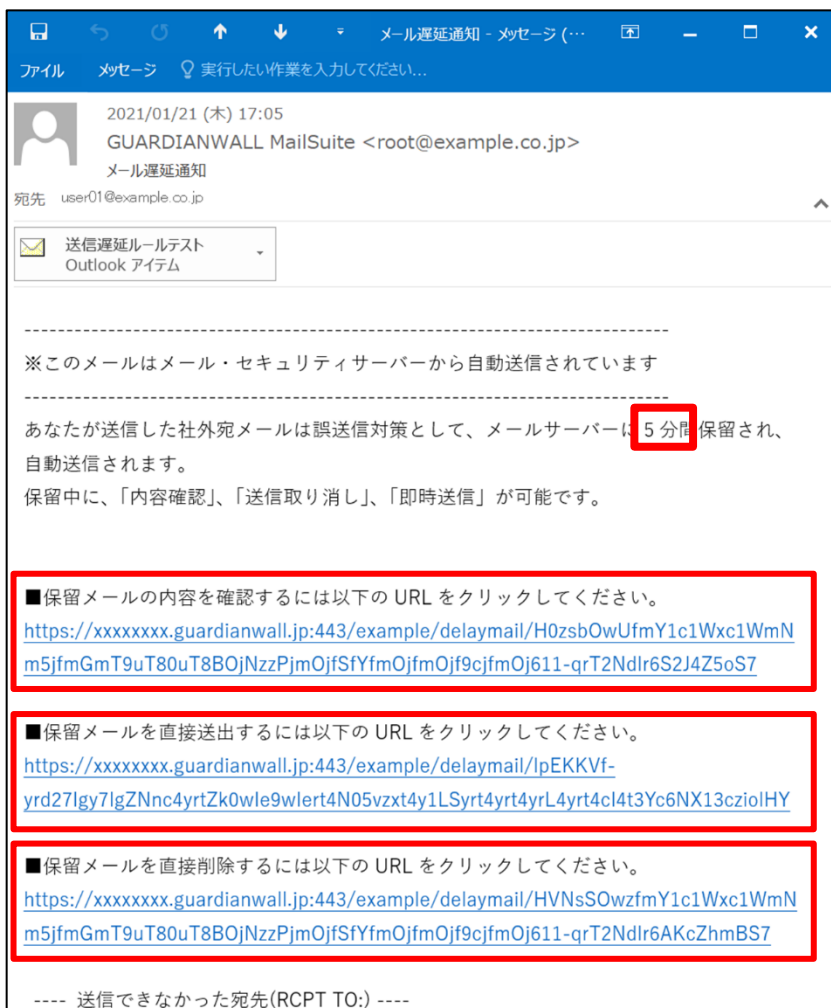 メール遅延通知 - メッセージ (…
ファイル メッセージ 実行したい作業を入力してください...
2021/01/21 (木) 17:05
GUARDIANWALL MailSuite <root@example.co.jp>
メール遅延通知
宛先 user01@example.co.jp
送信遅延ルールテスト
Outlook アイテム
------------------------------------------------------------------------------
※このメールはメール・セキュリティサーバーから自動送信されています
------------------------------------------------------------------------------
あなたが送信した社外宛メールは誤送信対策として、メールサーバーに 5 分間保留され、
自動送信されます。
保留中に、「内容確認」、「送信取り消し」、「即時送信」が可能です。
■保留メールの内容を確認するには以下の URL をクリックしてください。
https://xxxxxxxx.guardianwall.jp:443/example/delaymail/H0zsbOwUfmY1c1Wxc1WmN
m5jfmGmT9uT80uT8BOjNzzPjmOjfSfYfmOjfmOjf9cjfmOj611-qrT2NdIr6S2J4Z5oS7
■保留メールを直接送出するには以下の URL をクリックしてください。
https://xxxxxxxx.guardianwall.jp:443/example/delaymail/IpEKKVf-
yrd27Igy7IgZNnc4yrtZk0wIe9wIert4N05vzxt4y1LSyrt4yrt4yrL4yrt4cI4t3Yc6NX13cziolHY
■保留メールを直接削除するには以下の URL をクリックしてください。
https://xxxxxxxx.guardianwall.jp:443/example/delaymail/HVNsSOwzfmY1c1Wxc1WmN
m5jfmGmT9uT80uT8BOjNzzPjmOjfSfYfmOjfmOjf9cjfmOj611-qrT2NdIr6AKcZhmBS7
---- 送信できなかった宛先(RCPT TO:) ----